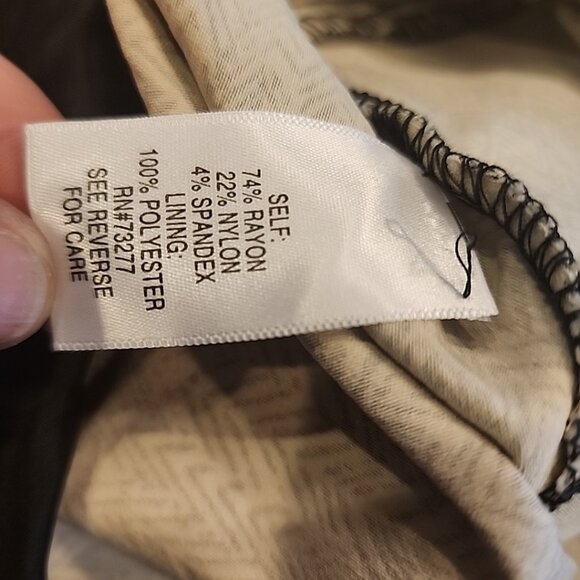 SELF:
74% RAYON
22% NYLON
4% SPANDEX
LINING:
100% POLYESTER
RN#73277
SEE REVERSE
FOR CARE